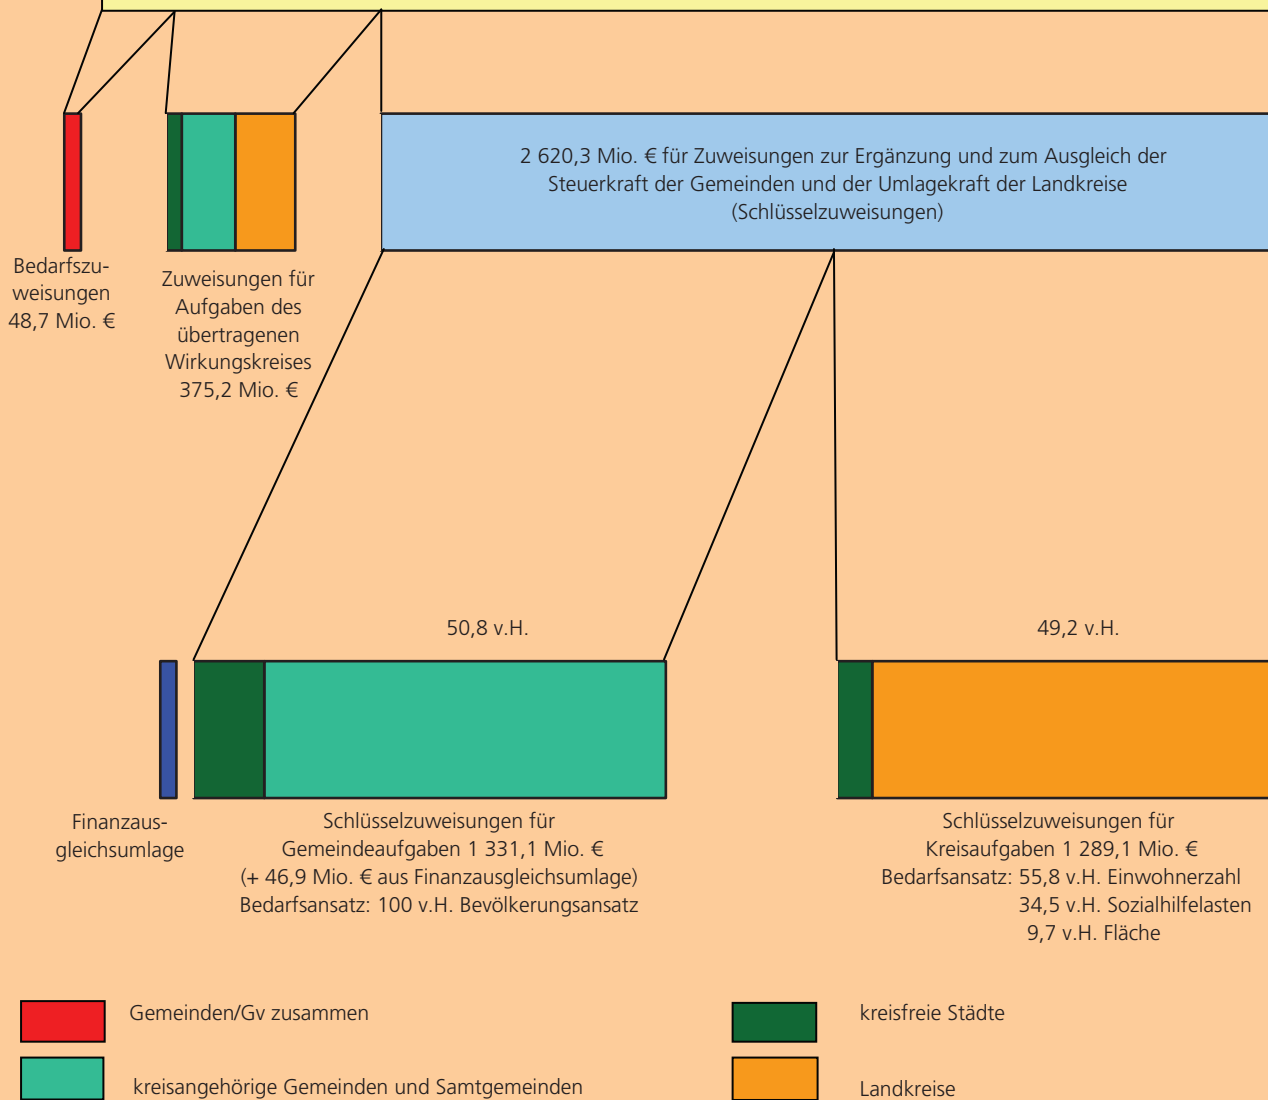 2 620,3 Mio. € für Zuweisungen zur Ergänzung und zum Ausgleich der
Steuerkraft der Gemeinden und der Umlagekraft der Landkreise
(Schlüsselzuweisungen)
Bedarfszu-
weisungen
48,7 Mio. €
Zuweisungen für
Aufgaben des
übertragenen
Wirkungskreises
375,2 Mio. €
50,8 v.H.
49,2 v.H.
Finanzaus-
gleichsumlage
Schlüsselzuweisungen für
Gemeindeaufgaben 1 331,1 Mio. €
(+ 46,9 Mio. € aus Finanzausgleichsumlage)
Bedarfsansatz: 100 v.H. Bevölkerungsansatz
Schlüsselzuweisungen für
Kreisaufgaben 1 289,1 Mio. €
Bedarfsansatz: 55,8 v.H. Einwohnerzahl
34,5 v.H. Sozialhilfelasten
9,7 v.H. Fläche
Gemeinden/Gv zusammen
kreisfreie Städte
kreisangehörige Gemeinden und Samtgemeinden
Landkreise